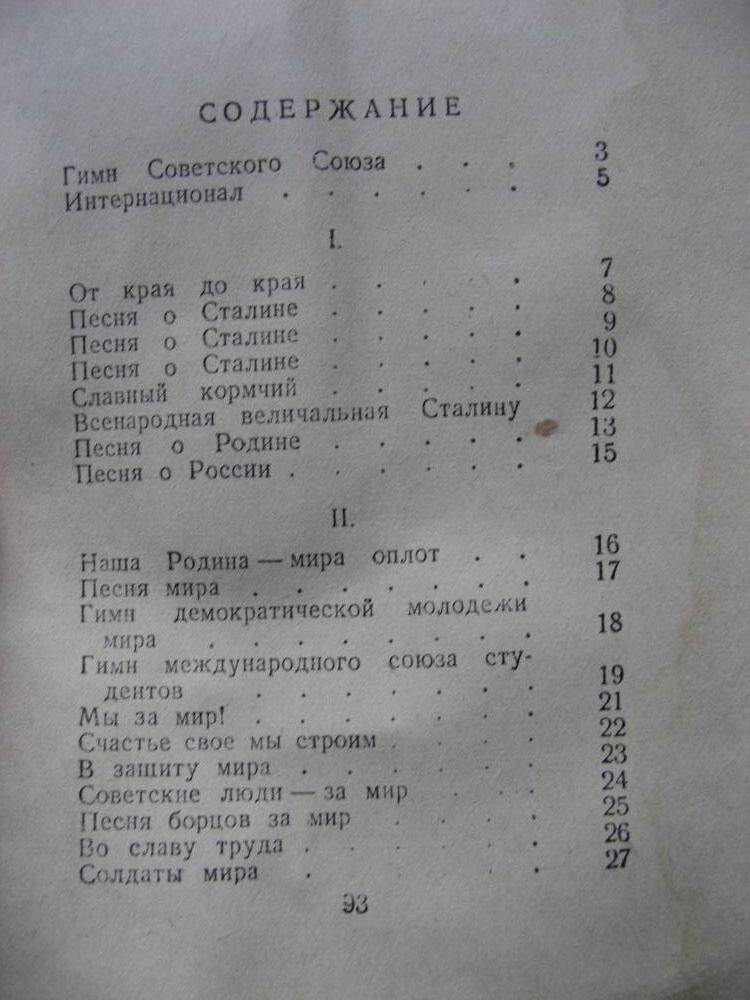 СОДЕРЖАНИЕ
Гимн Советского Союза . . . 3
Интернационал . . . . . . 5
I.
От края до края . . . . . 7
Песня о Сталине . . . . . 8
Песня о Сталине . . . . . 9
Песня о Сталине . . . . . 10
Славный кормчий . . . . . 11
Всенародная величальная Сталину 12
Песня о Родине . . . . . 13
Песня о России . . . . . . 15
II.
Наша Родина — мира оплот . . 16
Песня мира . . . . . . . 17
Гимн демократической молодежи
мира . . . . . . . . 18
Гимн международного союза сту-
дентов . . . . . . . 19
Мы за мир! . . . . . . . 21
Счастье свое мы строим . . . . 22
В защиту мира . . . . . . 23
Советские люди — за мир . . . 24
Песня борцов за мир . . . . 25
Во славу труда . . . . . . 26
Солдаты мира . . . . . . 27
93